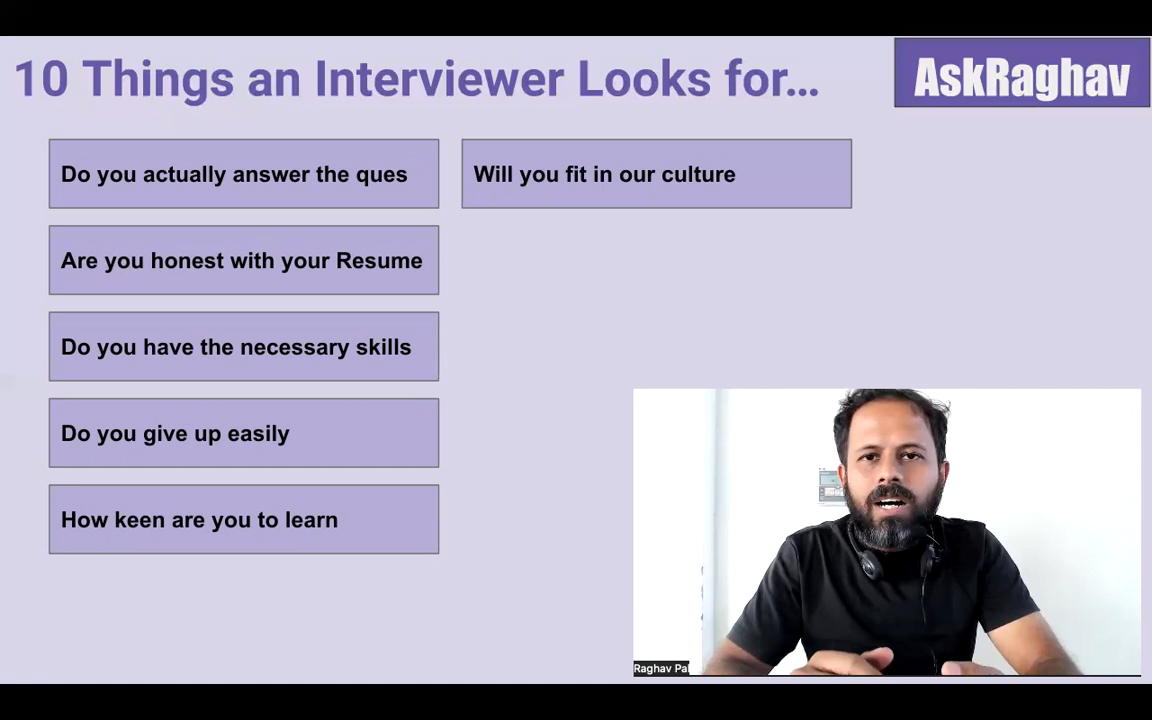 10 Things an Interviewer Looks for...
AskRaghav
Do you actually answer the ques
Will you fit in our culture
Are you honest with your Resume
Do you have the necessary skills
Do you give up easily
How keen are you to learn
Raghav Pal